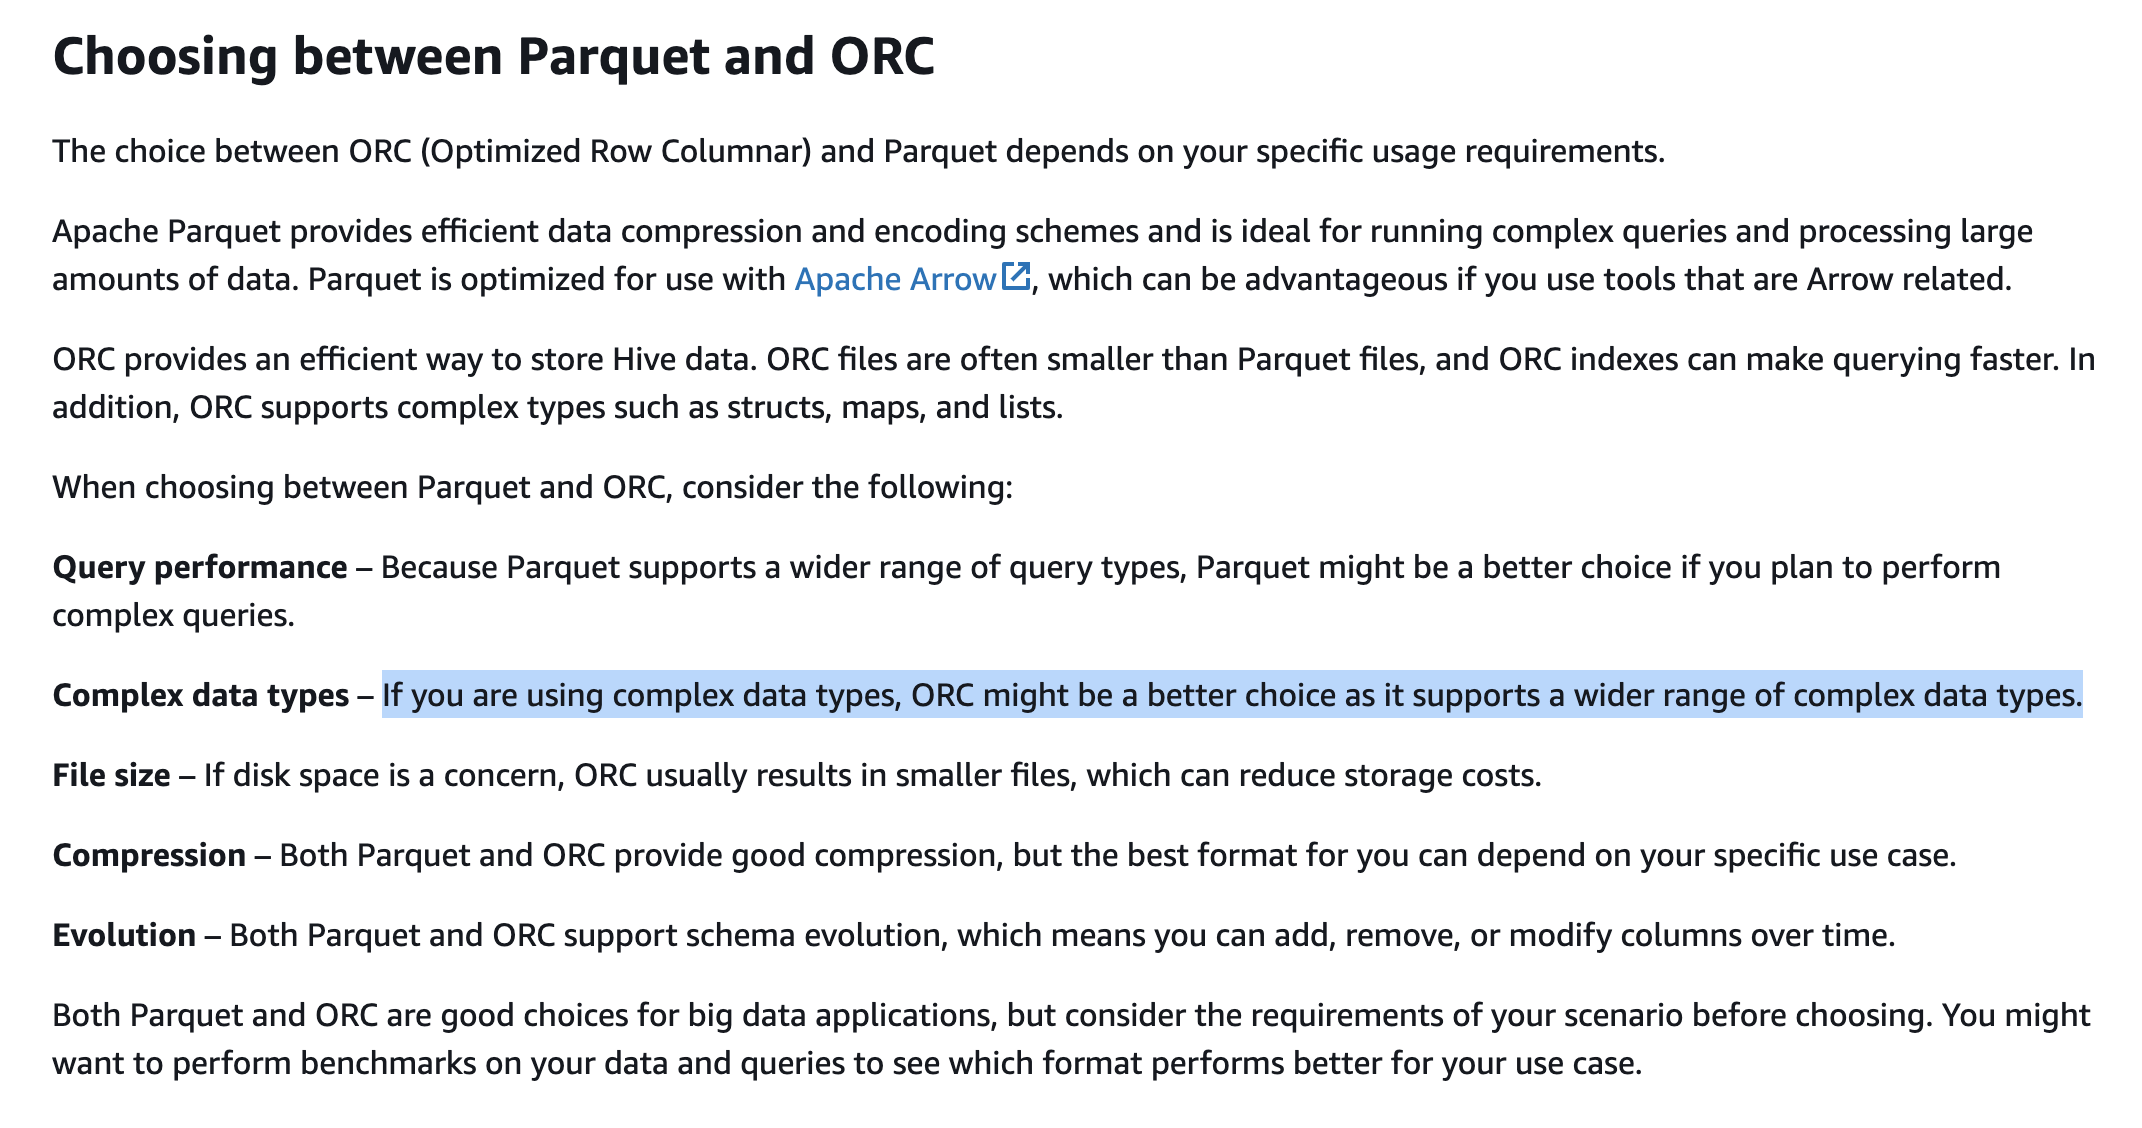 Choosing between Parquet and ORC
The choice between ORC (Optimized Row Columnar) and Parquet depends on your specific usage requirements.
Apache Parquet provides efficient data compression and encoding schemes and is ideal for running complex queries and processing large
amounts of data. Parquet is optimized for use with Apache Arrow, which can be advantageous if you use tools that are Arrow related.
ORC provides an efficient way to store Hive data. ORC files are often smaller than Parquet files, and ORC indexes can make querying faster. In
addition, ORC supports complex types such as structs, maps, and lists.
When choosing between Parquet and ORC, consider the following:
Query performance – Because Parquet supports a wider range of query types, Parquet might be a better choice if you plan to perform
complex queries.
Complex data types – If you are using complex data types, ORC might be a better choice as it supports a wider range of complex data types.
File size – If disk space is a concern, ORC usually results in smaller files, which can reduce storage costs.
Compression – Both Parquet and ORC provide good compression, but the best format for you can depend on your specific use case.
Evolution – Both Parquet and ORC support schema evolution, which means you can add, remove, or modify columns over time.
Both Parquet and ORC are good choices for big data applications, but consider the requirements of your scenario before choosing. You might
want to perform benchmarks on your data and queries to see which format performs better for your use case.